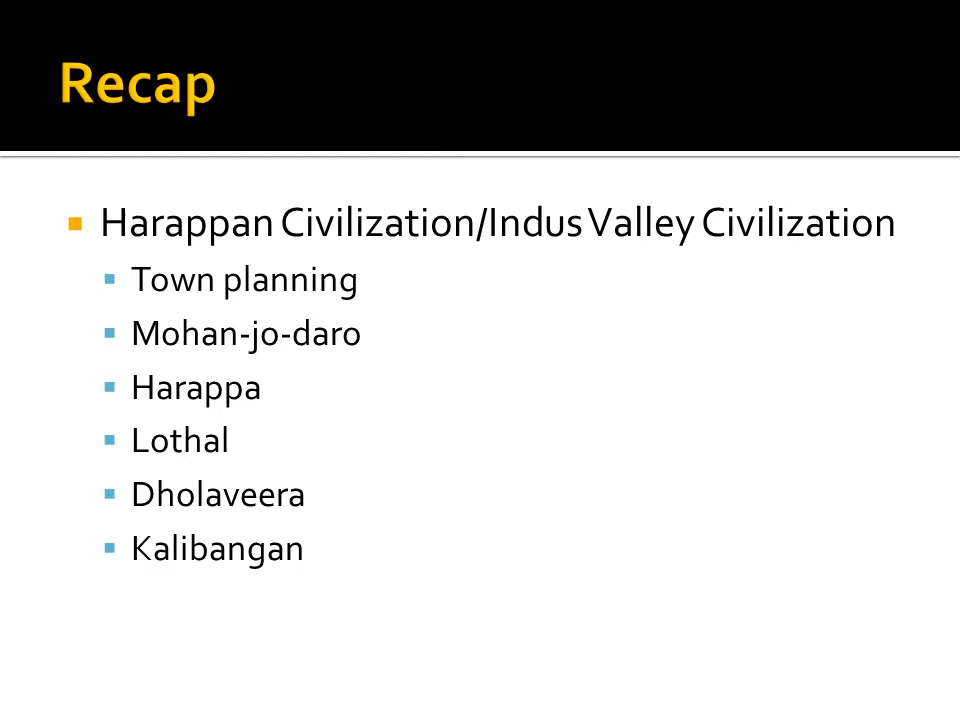 Recap
Harappan Civilization/Indus Valley Civilization
Town planning
Mohan-jo-daro
Harappa
Lothal
Dholaveera
Kalibangan